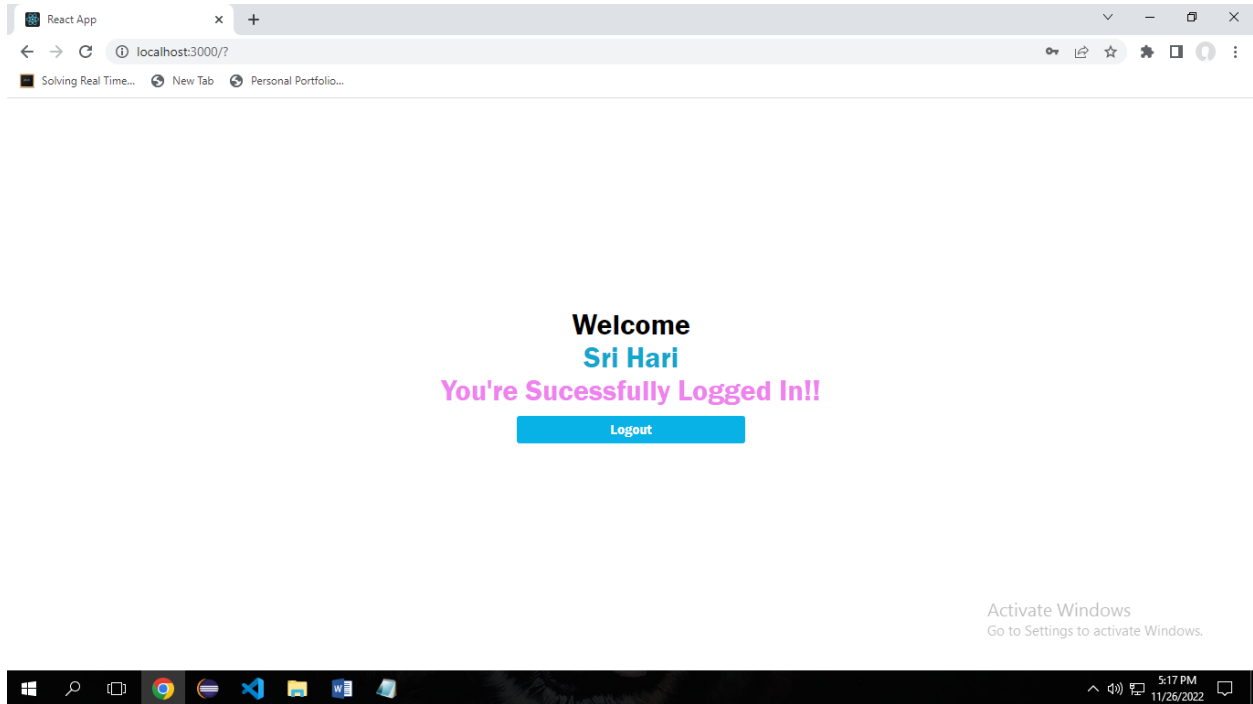 React App
localhost:3000/?
Solving Real Time... New Tab Personal Portfolio...
Welcome
Sri Hari
You're Sucessfully Logged In!!
Logout
Activate Windows
Go to Settings to activate Windows.
5:17 PM
11/26/2022